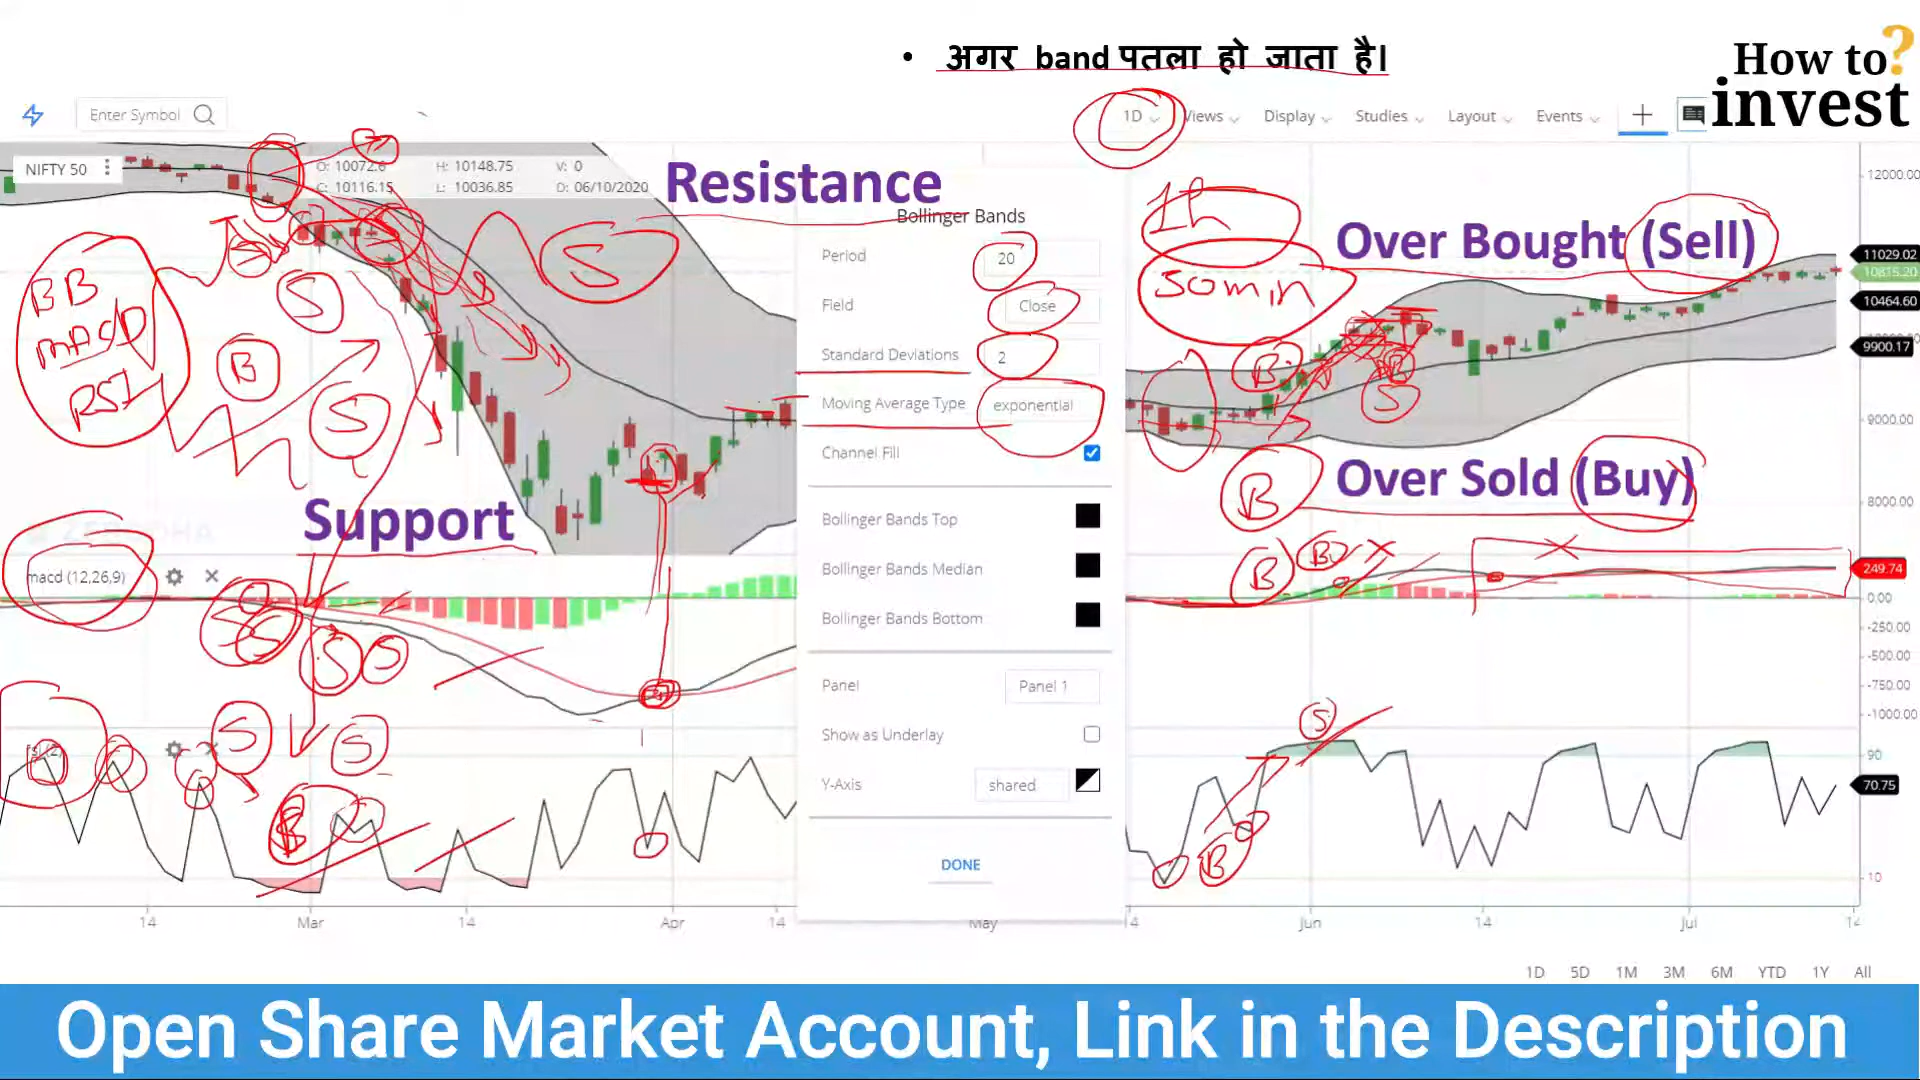 • अगर band पतला हो जाता है।
How to?
invest
Enter Symbol
1D Views Display Studies Layout Events
NIFTY 50
O: 10072.6 H: 10148.75 V: 0
C: 10116.15 L: 10036.85 D: 06/10/2020
Resistance
Bollinger Bands
Period 20
Field Close
Standard Deviations 2
Moving Average Type exponential
Channel Fill
Bollinger Bands Top
Bollinger Bands Median
Bollinger Bands Bottom
Panel Panel 1
Show as Underlay
Y-Axis shared
DONE
BB
MACD
RSI
S
S
S
B
S
Support
ZERODHA
macd (12,26,9)
S
S
S
S
S
B
1h
30min
Over Bought (Sell)
B
B
S
B
Over Sold (Buy)
B
B
S
B
12000.00
11029.02
10815.20
10464.60
9900.17
9000.00
8000.00
249.74
0.00
-250.00
-500.00
-750.00
-1000.00
90
70.75
10
14 Mar 14 Apr 14 May 14 Jun 14 Jul 14
1D 5D 1M 3M 6M YTD 1Y All
Open Share Market Account, Link in the Description